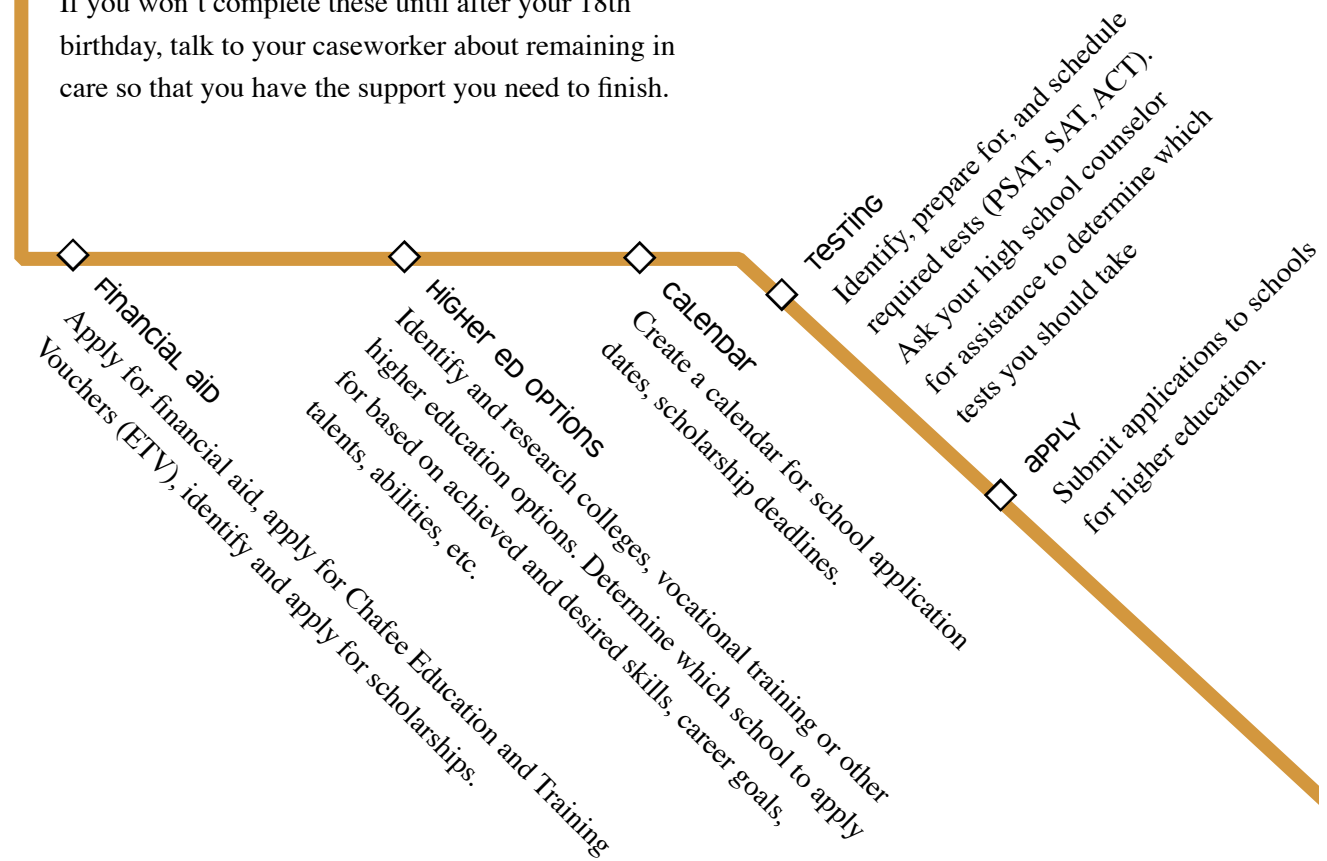 If you won't complete these until after your 18th
birthday, talk to your caseworker about remaining in
care so that you have the support you need to finish.
Financial aid
Apply for financial aid, apply for Chafee Education and Training
Vouchers (ETV), identify and apply for scholarships.
Higher ed options
Identify and research colleges, vocational training or other
higher education options. Determine which school to apply
for based on achieved and desired skills, career goals,
talents, abilities, etc.
calendar
Create a calendar for school application
dates, scholarship deadlines.
Testing
Identify, prepare for, and schedule
required tests (PSAT, SAT, ACT).
Ask your high school counselor
for assistance to determine which
tests you should take
apply
Submit applications to schools
for higher education.